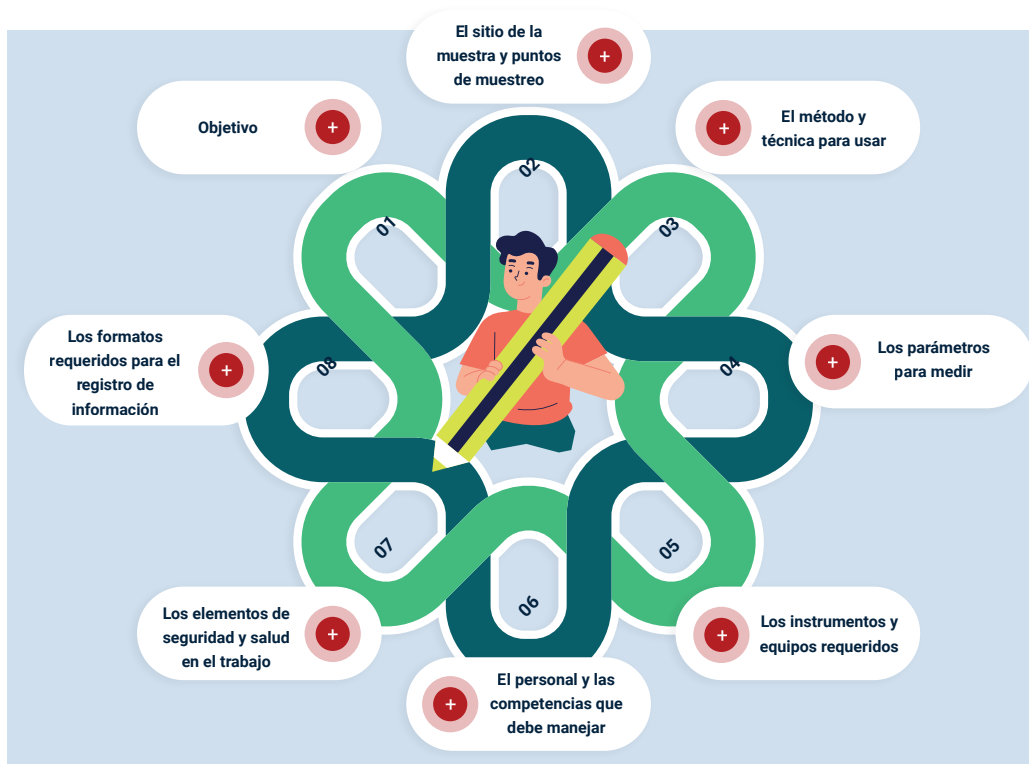 01
Objetivo
+
02
El sitio de la
muestra y puntos
de muestreo
+
03
+
El método y
técnica para usar
04
+
Los parámetros
para medir
05
+
Los instrumentos y
equipos requeridos
06
+
El personal y las
competencias que
debe manejar
07
Los elementos de
seguridad y salud
en el trabajo
+
08
Los formatos
requeridos para el
registro de
información
+